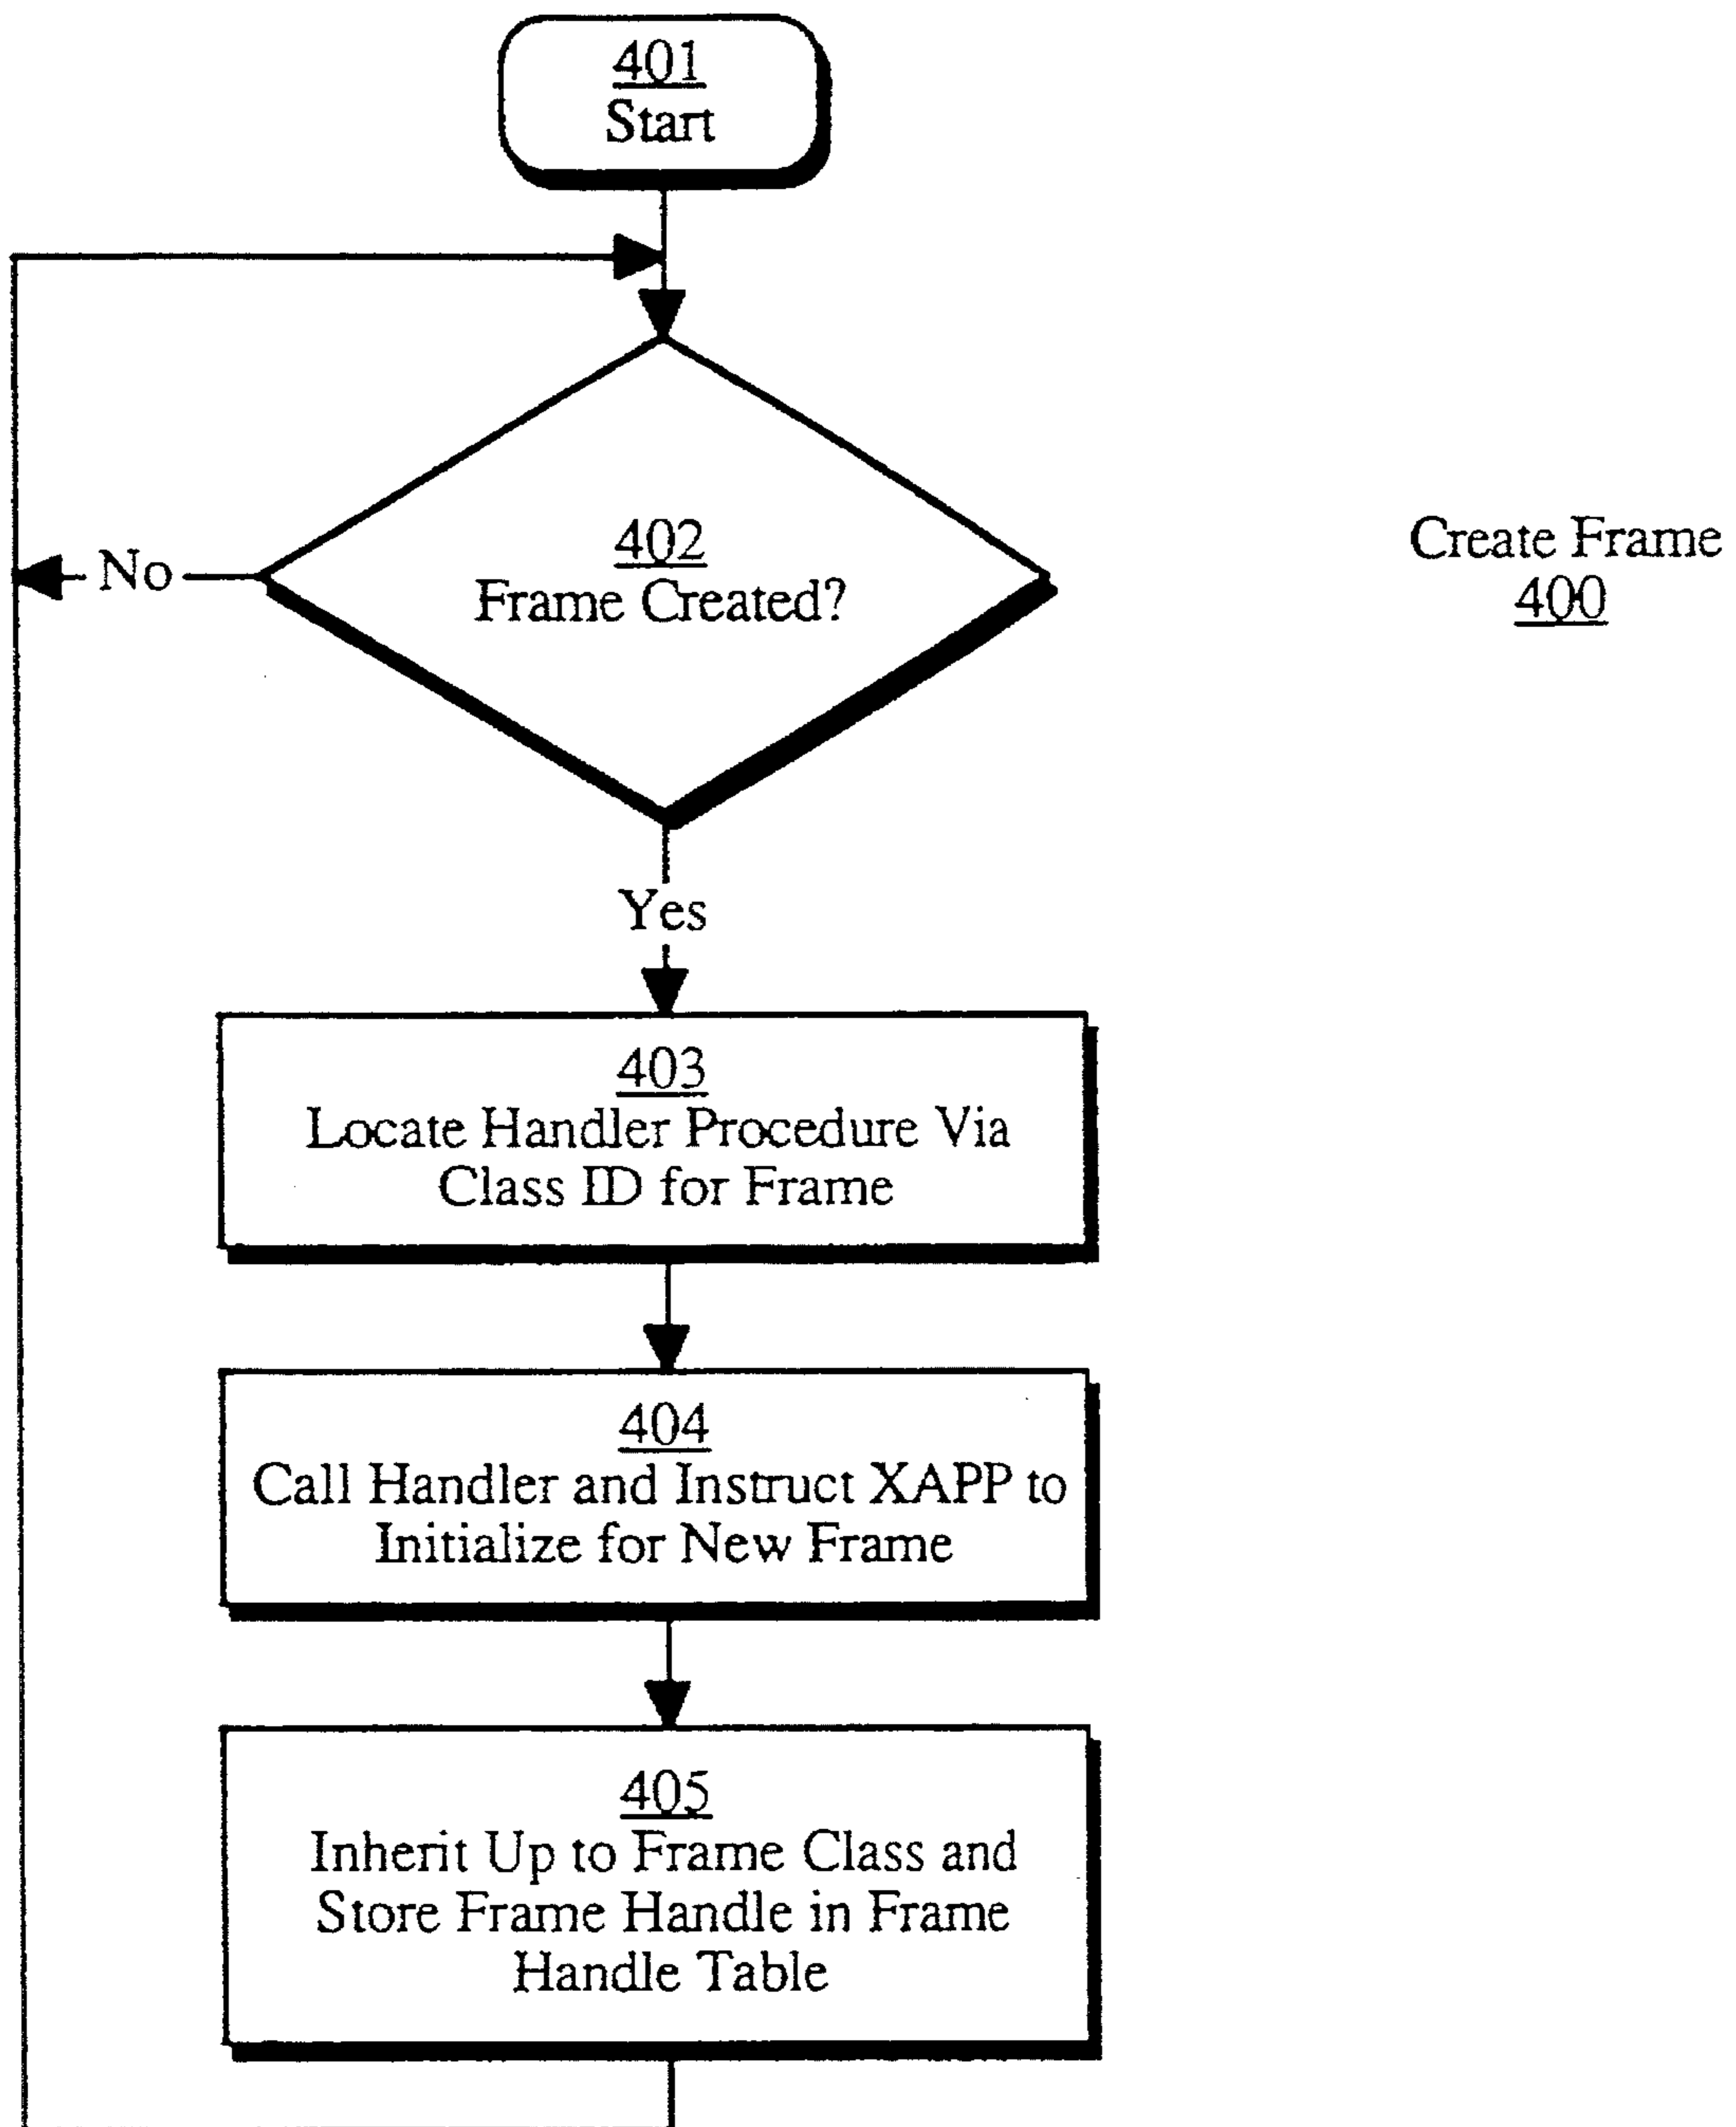 401
Start
402
Frame Created?
No
Create Frame
400
Yes
403
Locate Handler Procedure Via
Class ID for Frame
404
Call Handler and Instruct XAPP to
Initialize for New Frame
405
Inherit Up to Frame Class and
Store Frame Handle in Frame
Handle Table